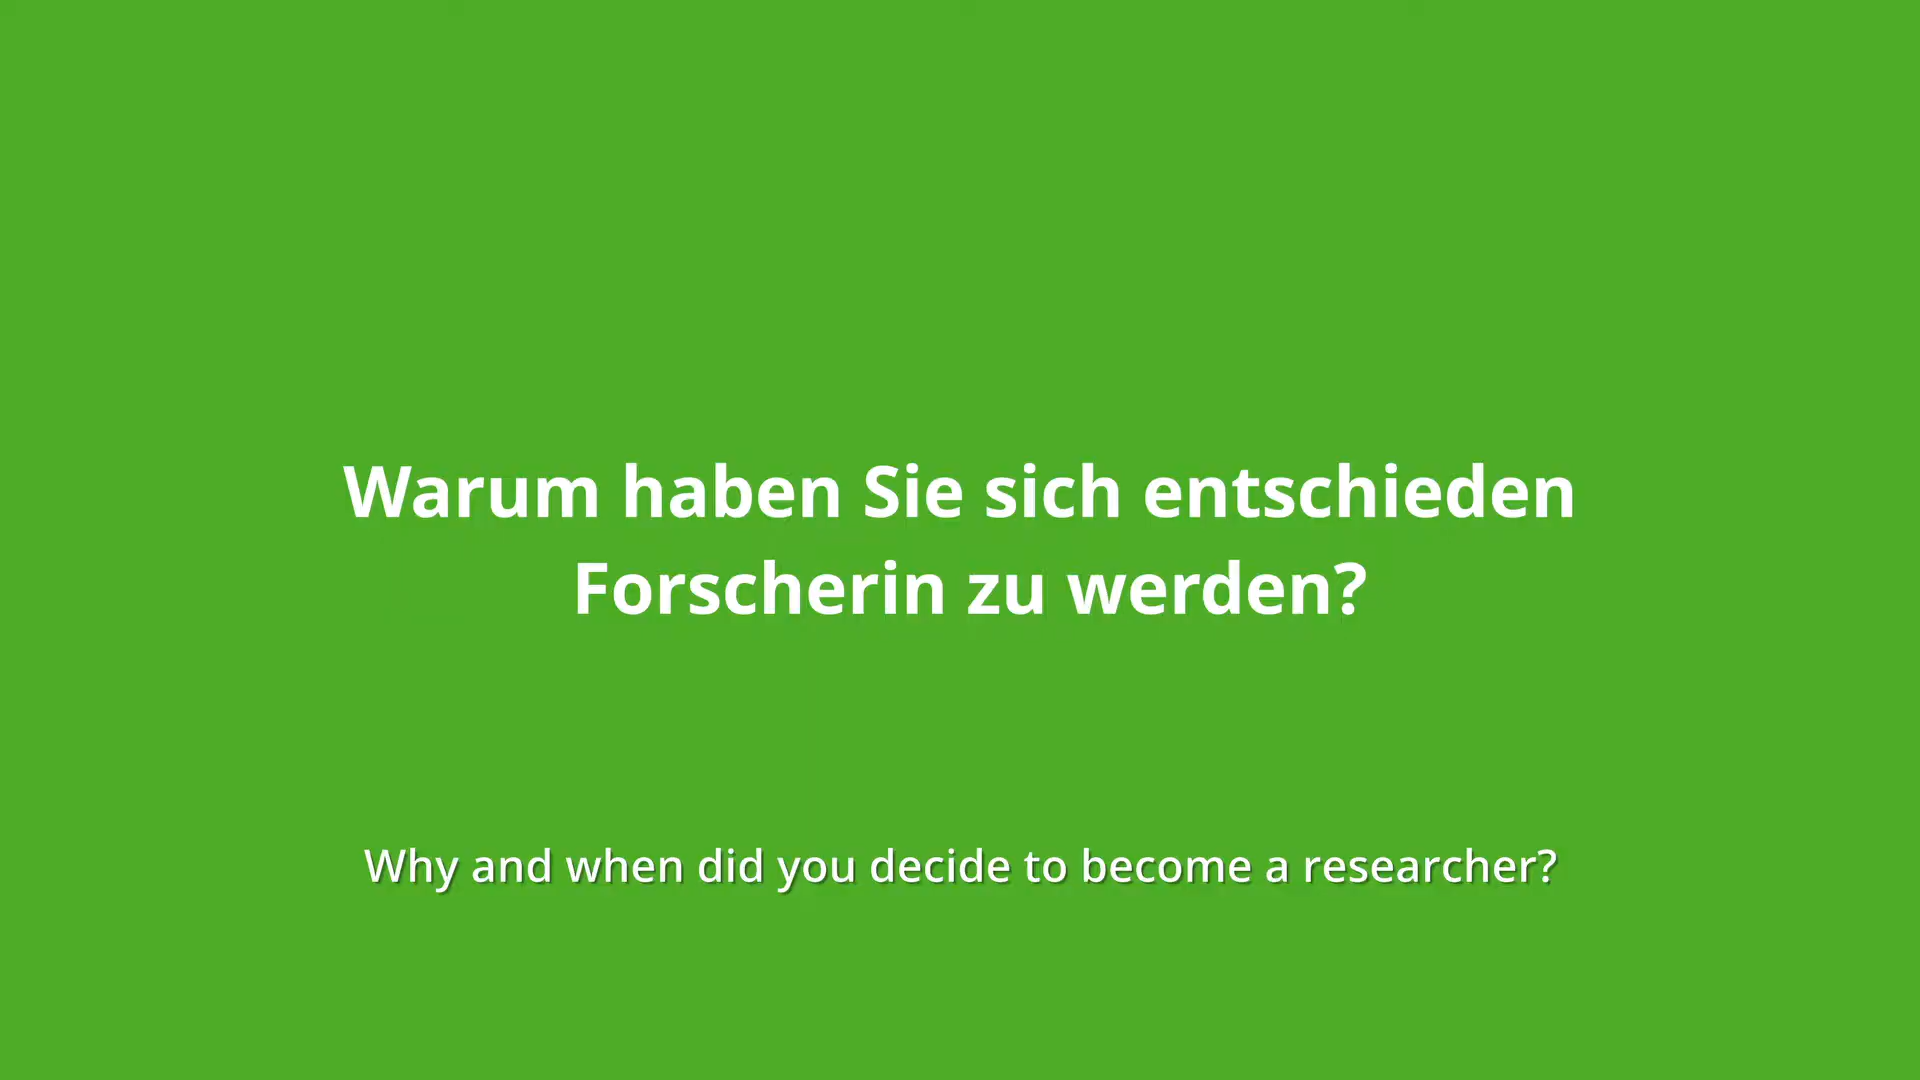 Warum haben Sie sich entschieden
Forscherin zu werden?
Why and when did you decide to become a researcher?